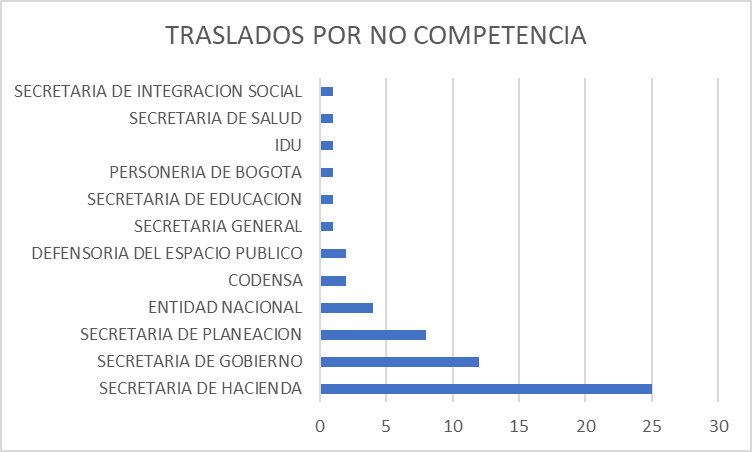 TRASLADOS POR NO COMPETENCIA
SECRETARIA DE INTEGRACION SOCIAL
SECRETARIA DE SALUD
IDU
PERSONERIA DE BOGOTA
SECRETARIA DE EDUCACION
SECRETARIA GENERAL
DEFENSORIA DEL ESPACIO PUBLICO
CODENSA
ENTIDAD NACIONAL
SECRETARIA DE PLANEACION
SECRETARIA DE GOBIERNO
SECRETARIA DE HACIENDA
0 5 10 15 20 25 30